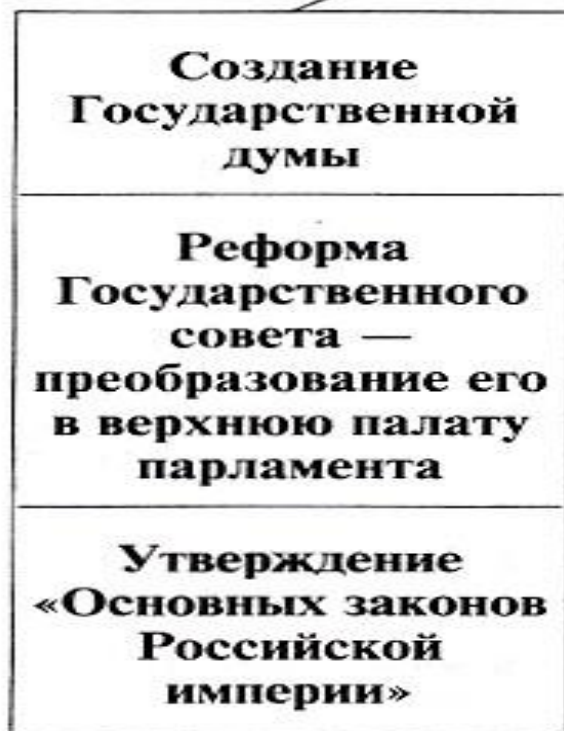 Создание
Государственной
думы
Реформа
Государственного
совета —
преобразование его
в верхнюю палату
парламента
Утверждение
«Основных законов
Российской
империи»